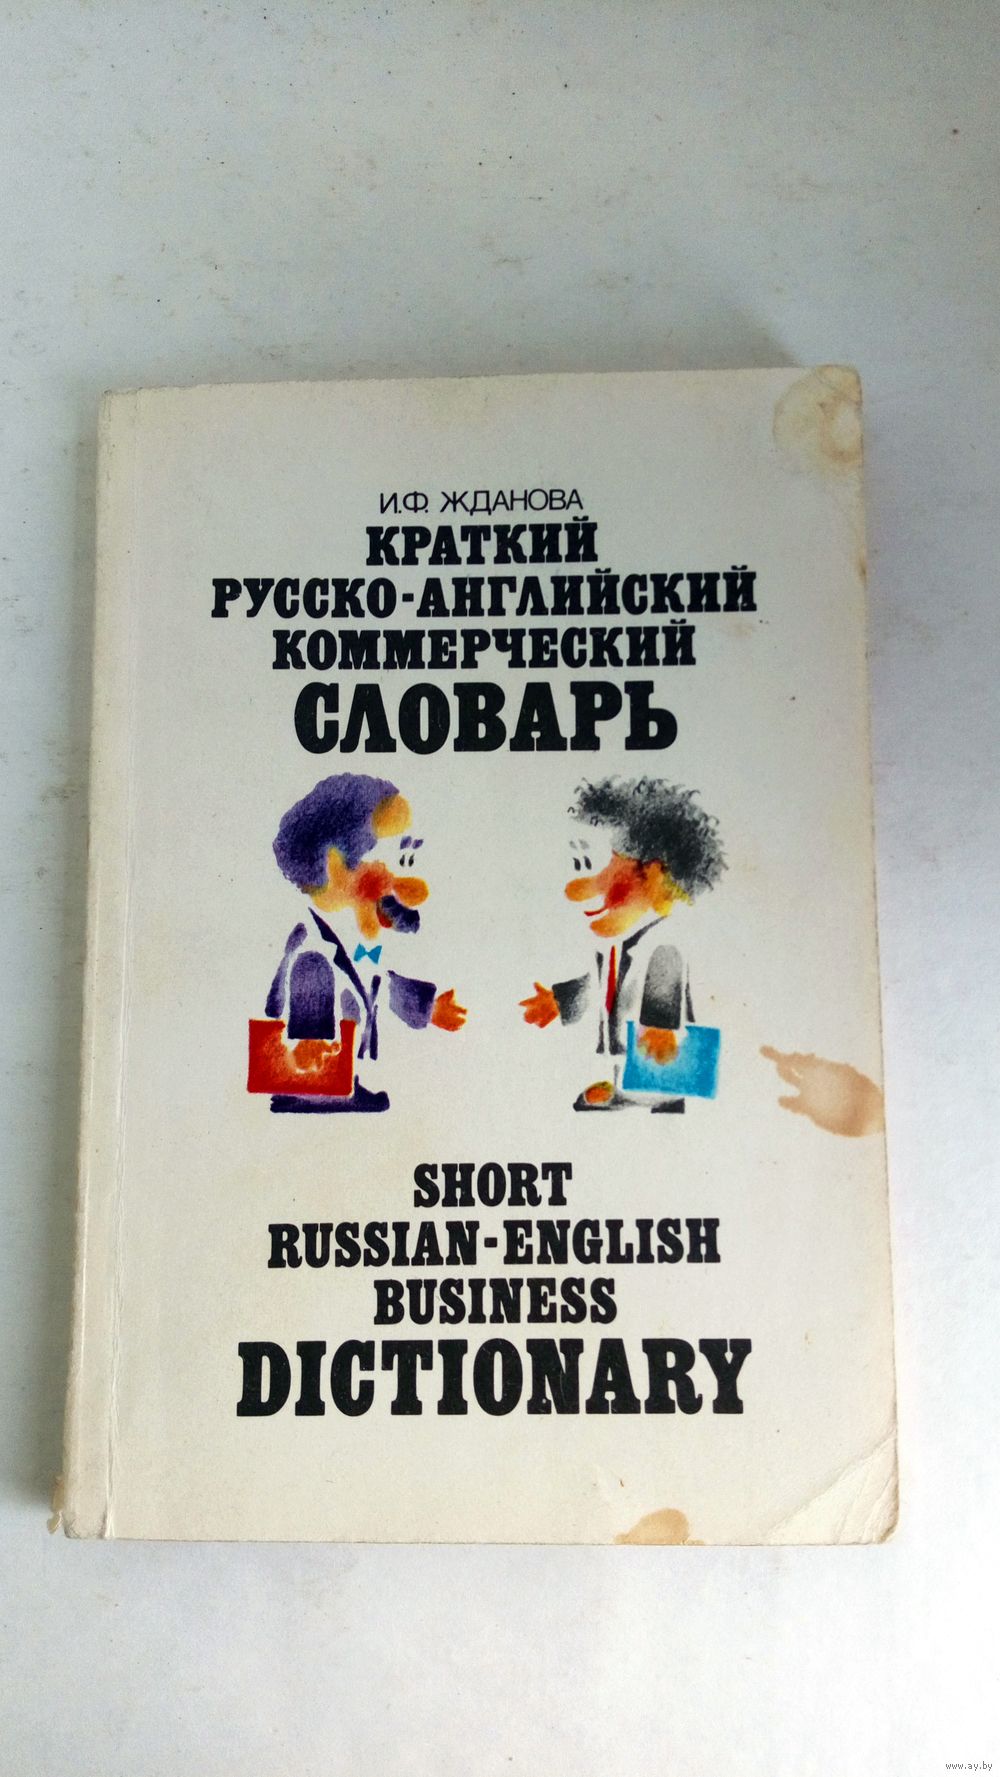 И.Ф. ЖДАНОВА
КРАТКИЙ
РУССКО-АНГЛИЙСКИЙ
КОММЕРЧЕСКИЙ
СЛОВАРЬ
SHORT
RUSSIAN-ENGLISH
BUSINESS
DICTIONARY
www.ay.by